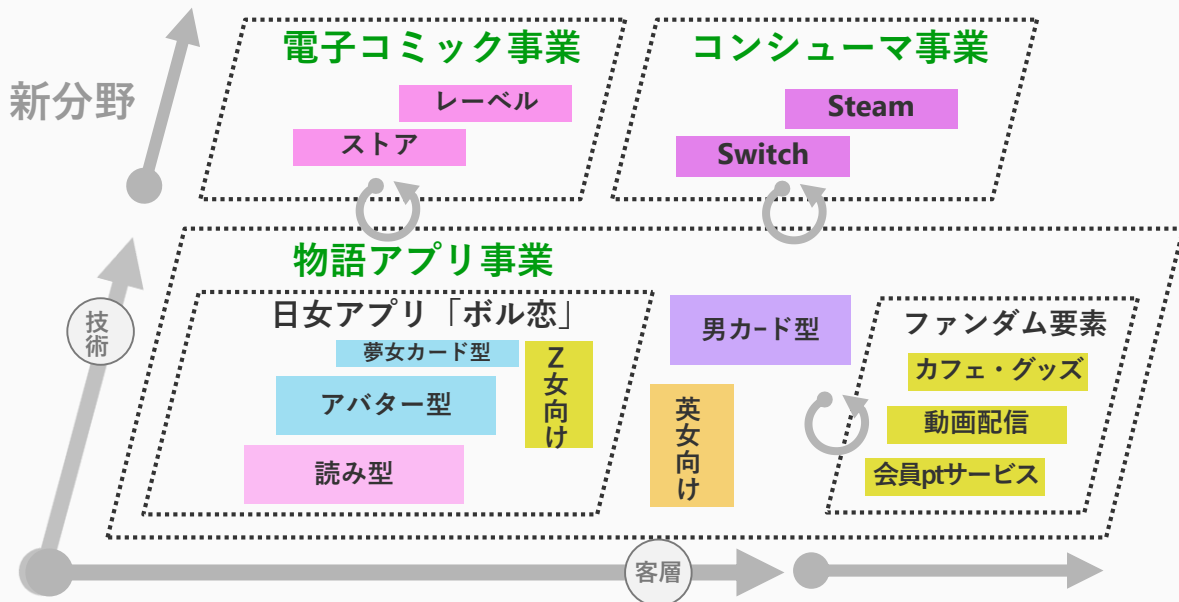 電子コミック事業
コンシューマ事業
新分野
レーベル
ストア
Steam
Switch
物語アプリ事業
日女アプリ「ボル恋」
夢女カード型
アバター型
読み型
Z女向け
男カード型
英女向け
ファンダム要素
カフェ・グッズ
動画配信
会員ptサービス
技術
客層